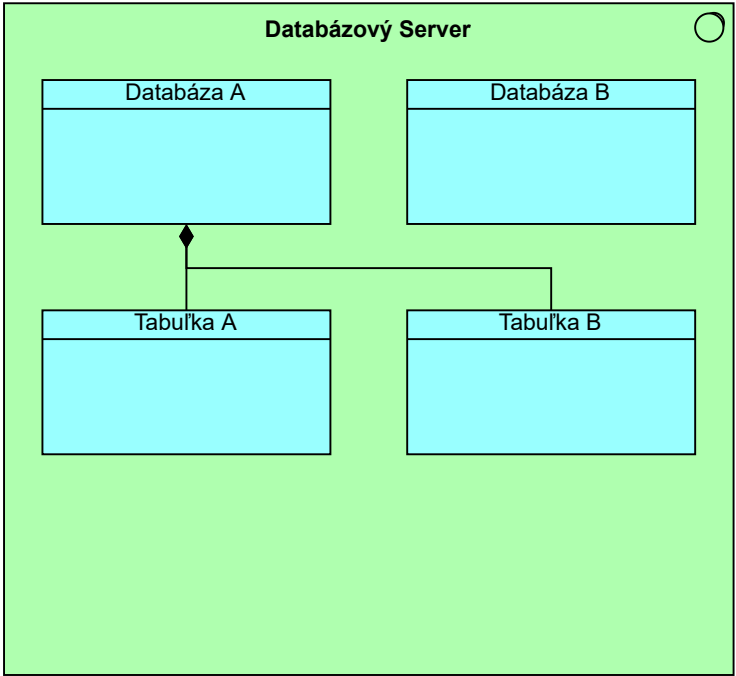 Databázový Server
Databáza A
Databáza B
Tabuľka A
Tabuľka B